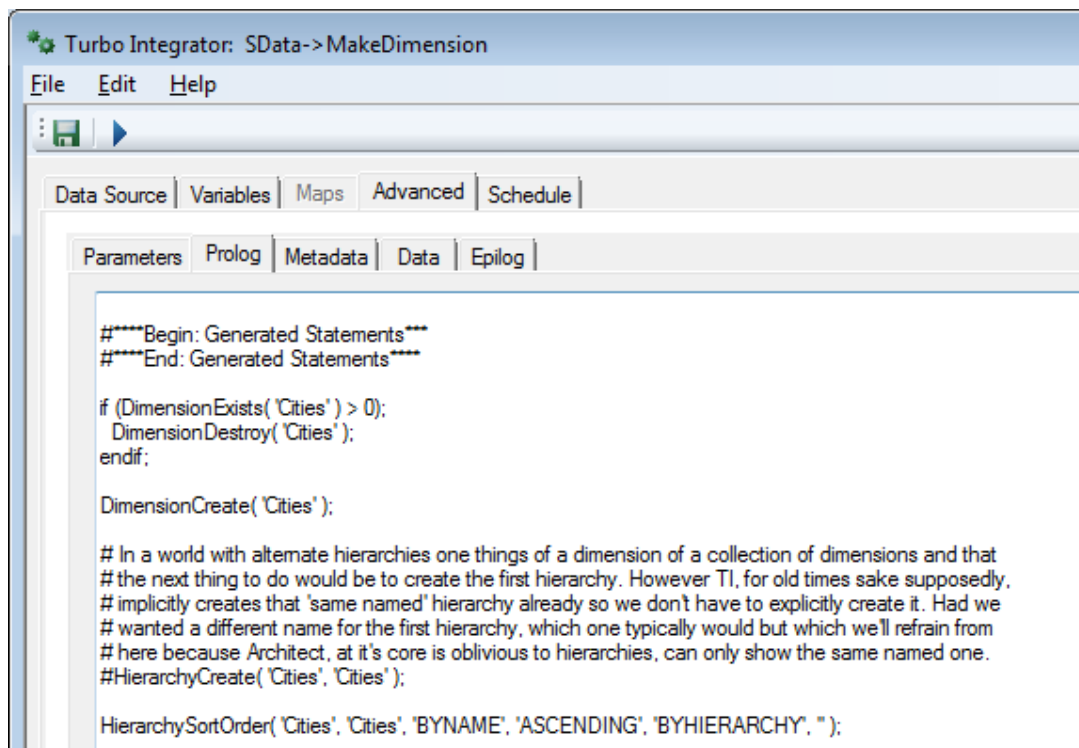 Turbo Integrator: SData->MakeDimension
File Edit Help
Data Source Variables Maps Advanced Schedule
Parameters Prolog Metadata Data Epilog
#****Begin: Generated Statements***
#****End: Generated Statements****
if (DimensionExists( 'Cities' ) > 0);
DimensionDestroy( 'Cities' );
endif;
DimensionCreate( 'Cities' );
# In a world with alternate hierarchies one things of a dimension of a collection of dimensions and that
# the next thing to do would be to create the first hierarchy. However TI, for old times sake supposedly,
# implicitly creates that 'same named' hierarchy already so we don't have to explicitly create it. Had we
# wanted a different name for the first hierarchy, which one typically would but which we'll refrain from
# here because Architect, at it's core is oblivious to hierarchies, can only show the same named one.
#HierarchyCreate( 'Cities', 'Cities' );
HierarchySortOrder( 'Cities', 'Cities', 'BYNAME', 'ASCENDING', 'BYHIERARCHY', '' );